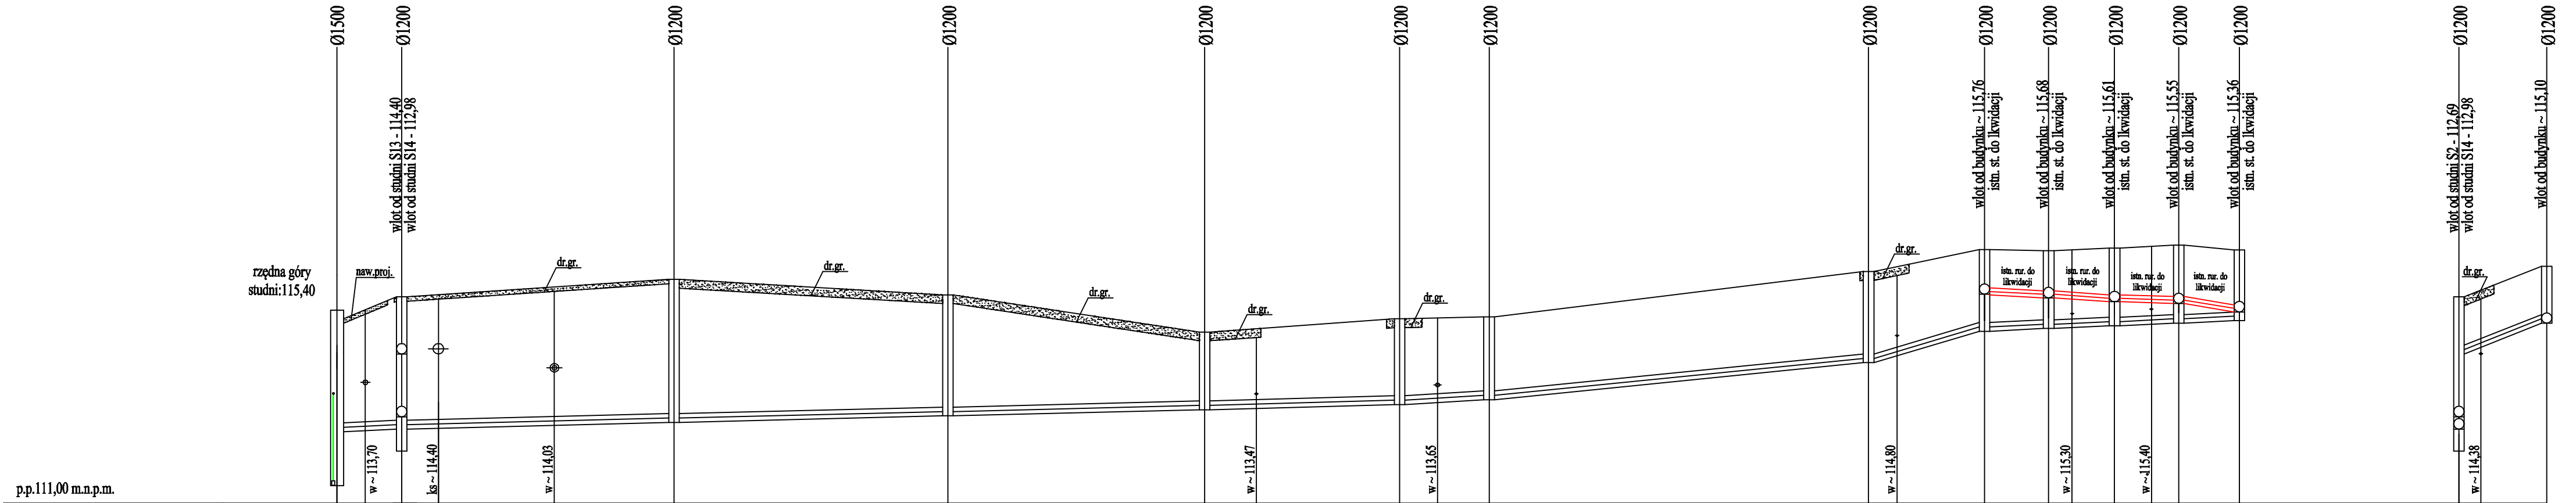 Ø1500
Ø1200
Ø1200
Ø1200
Ø1200
Ø1200
Ø1200
Ø1200
Ø1200
Ø1200
Ø1200
Ø1200
Ø1200
Ø1200
Ø1200
wlot od studni S13 - 114,40
wlot od studni S14 - 112,98
wlot od budynku ~ 115,76
istn. st. do likwidacji
wlot od budynku ~ 115,68
istn. st. do likwidacji
wlot od budynku ~ 115,61
istn. st. do likwidacji
wlot od budynku ~ 115,55
istn. st. do likwidacji
wlot od budynku ~ 115,36
istn. st. do likwidacji
wlot od studni S2 - 112,69
wlot od studni S14 - 112,98
wlot od budynku ~ 115,10
rzędna góry
studni:115,40
naw.proj.
dr.gr.
dr.gr.
dr.gr.
dr.gr.
dr.gr.
dr.gr.
istn. rur. do
likwidacji
istn. rur. do
likwidacji
istn. rur. do
likwidacji
istn. rur. do
likwidacji
dr.gr.
w ~ 113,70
ks ~ 114,40
w ~ 114,03
w ~ 113,47
w ~ 113,65
w ~ 114,80
w ~ 115,30
w ~ 115,40
w ~ 114,38
p.p.111,00 m.n.p.m.